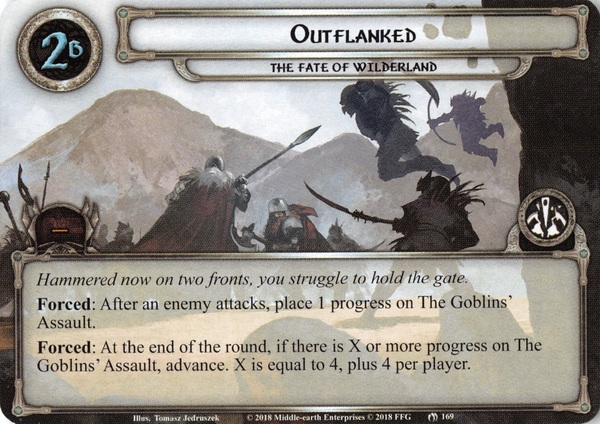 2B
OUTFLANKED
THE FATE OF WILDERLAND
–
Hammered now on two fronts, you struggle to hold the gate.
Forced: After an enemy attacks, place 1 progress on The Goblins’
Assault.
Forced: At the end of the round, if there is X or more progress on The
Goblins’ Assault, advance. X is equal to 4, plus 4 per player.
Illus. Tomasz Jedruszek © 2018 Middle-earth Enterprises © 2018 FFG 169